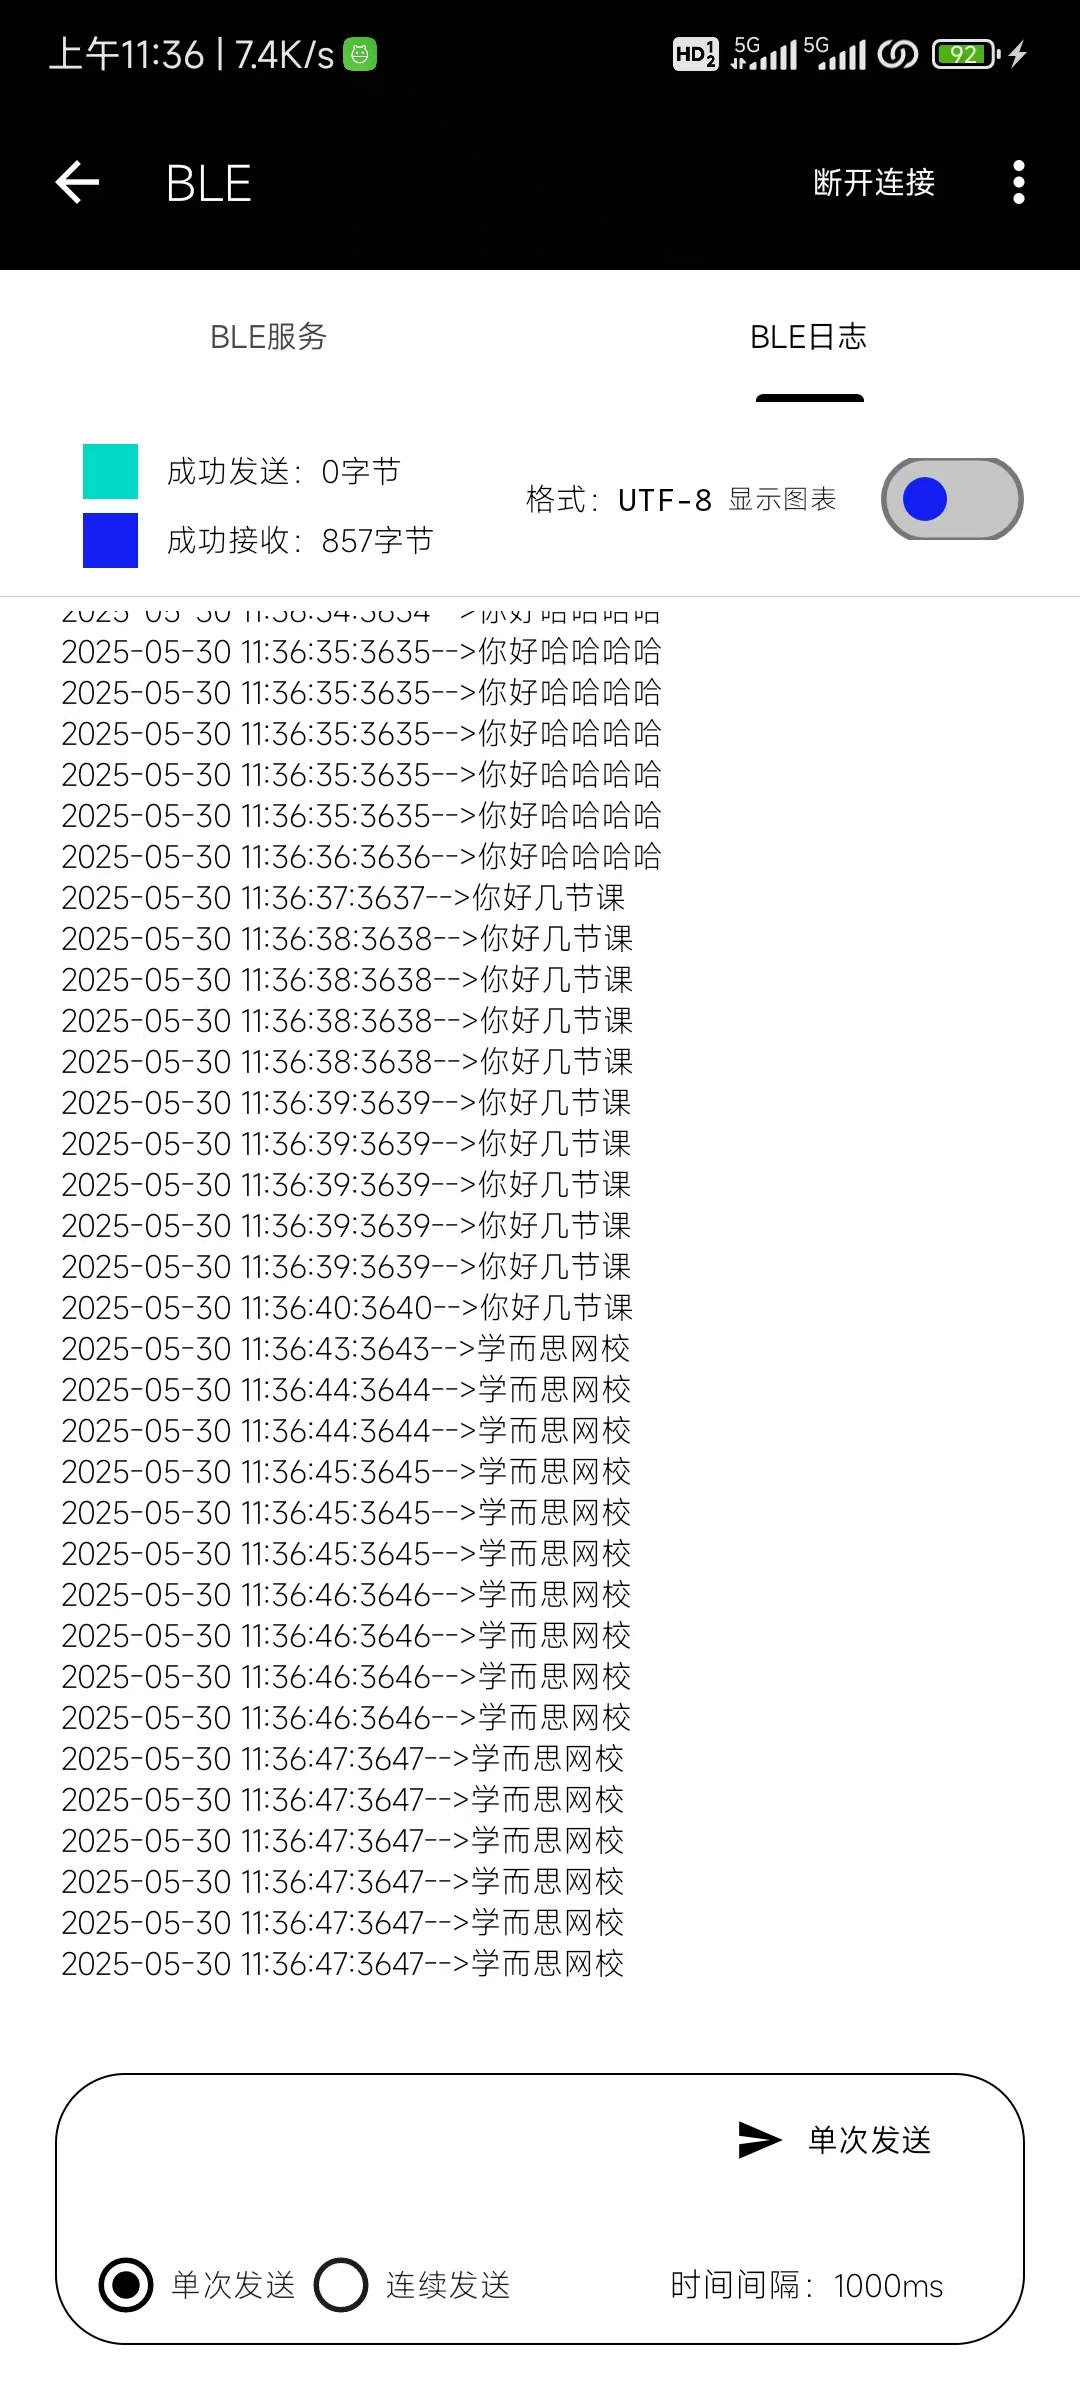 上午11:36 | 7.4K/s HD 1 2 5G 5G 92
BLE 断开连接
BLE服务 BLE日志
成功发送：0字节
格式：UTF-8 显示图表
成功接收：857字节
2025-05-30 11:36:34:3634-->你好哈哈哈哈
2025-05-30 11:36:35:3635-->你好哈哈哈哈
2025-05-30 11:36:35:3635-->你好哈哈哈哈
2025-05-30 11:36:35:3635-->你好哈哈哈哈
2025-05-30 11:36:35:3635-->你好哈哈哈哈
2025-05-30 11:36:35:3635-->你好哈哈哈哈
2025-05-30 11:36:36:3636-->你好哈哈哈哈
2025-05-30 11:36:37:3637-->你好几节课
2025-05-30 11:36:38:3638-->你好几节课
2025-05-30 11:36:38:3638-->你好几节课
2025-05-30 11:36:38:3638-->你好几节课
2025-05-30 11:36:38:3638-->你好几节课
2025-05-30 11:36:39:3639-->你好几节课
2025-05-30 11:36:39:3639-->你好几节课
2025-05-30 11:36:39:3639-->你好几节课
2025-05-30 11:36:39:3639-->你好几节课
2025-05-30 11:36:39:3639-->你好几节课
2025-05-30 11:36:40:3640-->你好几节课
2025-05-30 11:36:43:3643-->学而思网校
2025-05-30 11:36:44:3644-->学而思网校
2025-05-30 11:36:44:3644-->学而思网校
2025-05-30 11:36:45:3645-->学而思网校
2025-05-30 11:36:45:3645-->学而思网校
2025-05-30 11:36:45:3645-->学而思网校
2025-05-30 11:36:46:3646-->学而思网校
2025-05-30 11:36:46:3646-->学而思网校
2025-05-30 11:36:46:3646-->学而思网校
2025-05-30 11:36:46:3646-->学而思网校
2025-05-30 11:36:47:3647-->学而思网校
2025-05-30 11:36:47:3647-->学而思网校
2025-05-30 11:36:47:3647-->学而思网校
2025-05-30 11:36:47:3647-->学而思网校
2025-05-30 11:36:47:3647-->学而思网校
2025-05-30 11:36:47:3647-->学而思网校
单次发送
单次发送 连续发送 时间间隔：1000ms